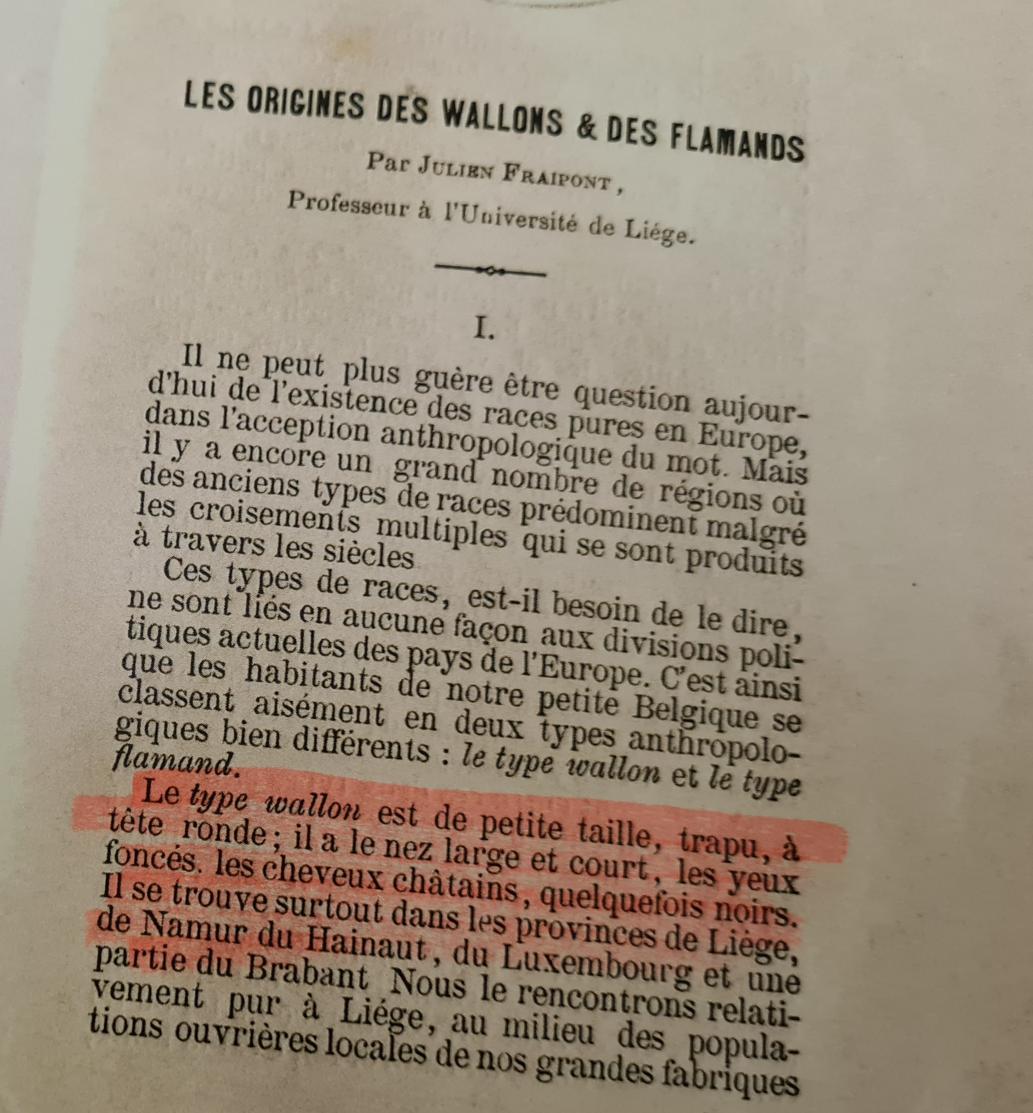 LES ORIGINES DES WALLONS & DES FLAMANDS
Par JULIEN FRAIPONT,
Professeur à l'Université de Liége.
I.
Il ne peut plus guère être question aujour-
d'hui de l'existence des races pures en Europe,
dans l'acception anthropologique du mot. Mais
il y a encore un grand nombre de régions où
des anciens types de races prédominent malgré
les croisements multiples qui se sont produits
à travers les siècles
Ces types de races, est-il besoin de le dire,
ne sont liés en aucune façon aux divisions poli-
tiques actuelles des pays de l'Europe. C'est ainsi
que les habitants de notre petite Belgique se
classent aisément en deux types anthropolo-
giques bien différents : le type wallon et le type
flamand.
Le type wallon est de petite taille, trapu, à
tête ronde; il a le nez large et court, les yeux
foncés. les cheveux châtains, quelquefois noirs.
Il se trouve surtout dans les provinces de Liége,
de Namur du Hainaut, du Luxembourg et une
partie du Brabant Nous le rencontrons relati-
vement pur à Liége, au milieu des popula-
tions ouvrières locales de nos grandes fabriques